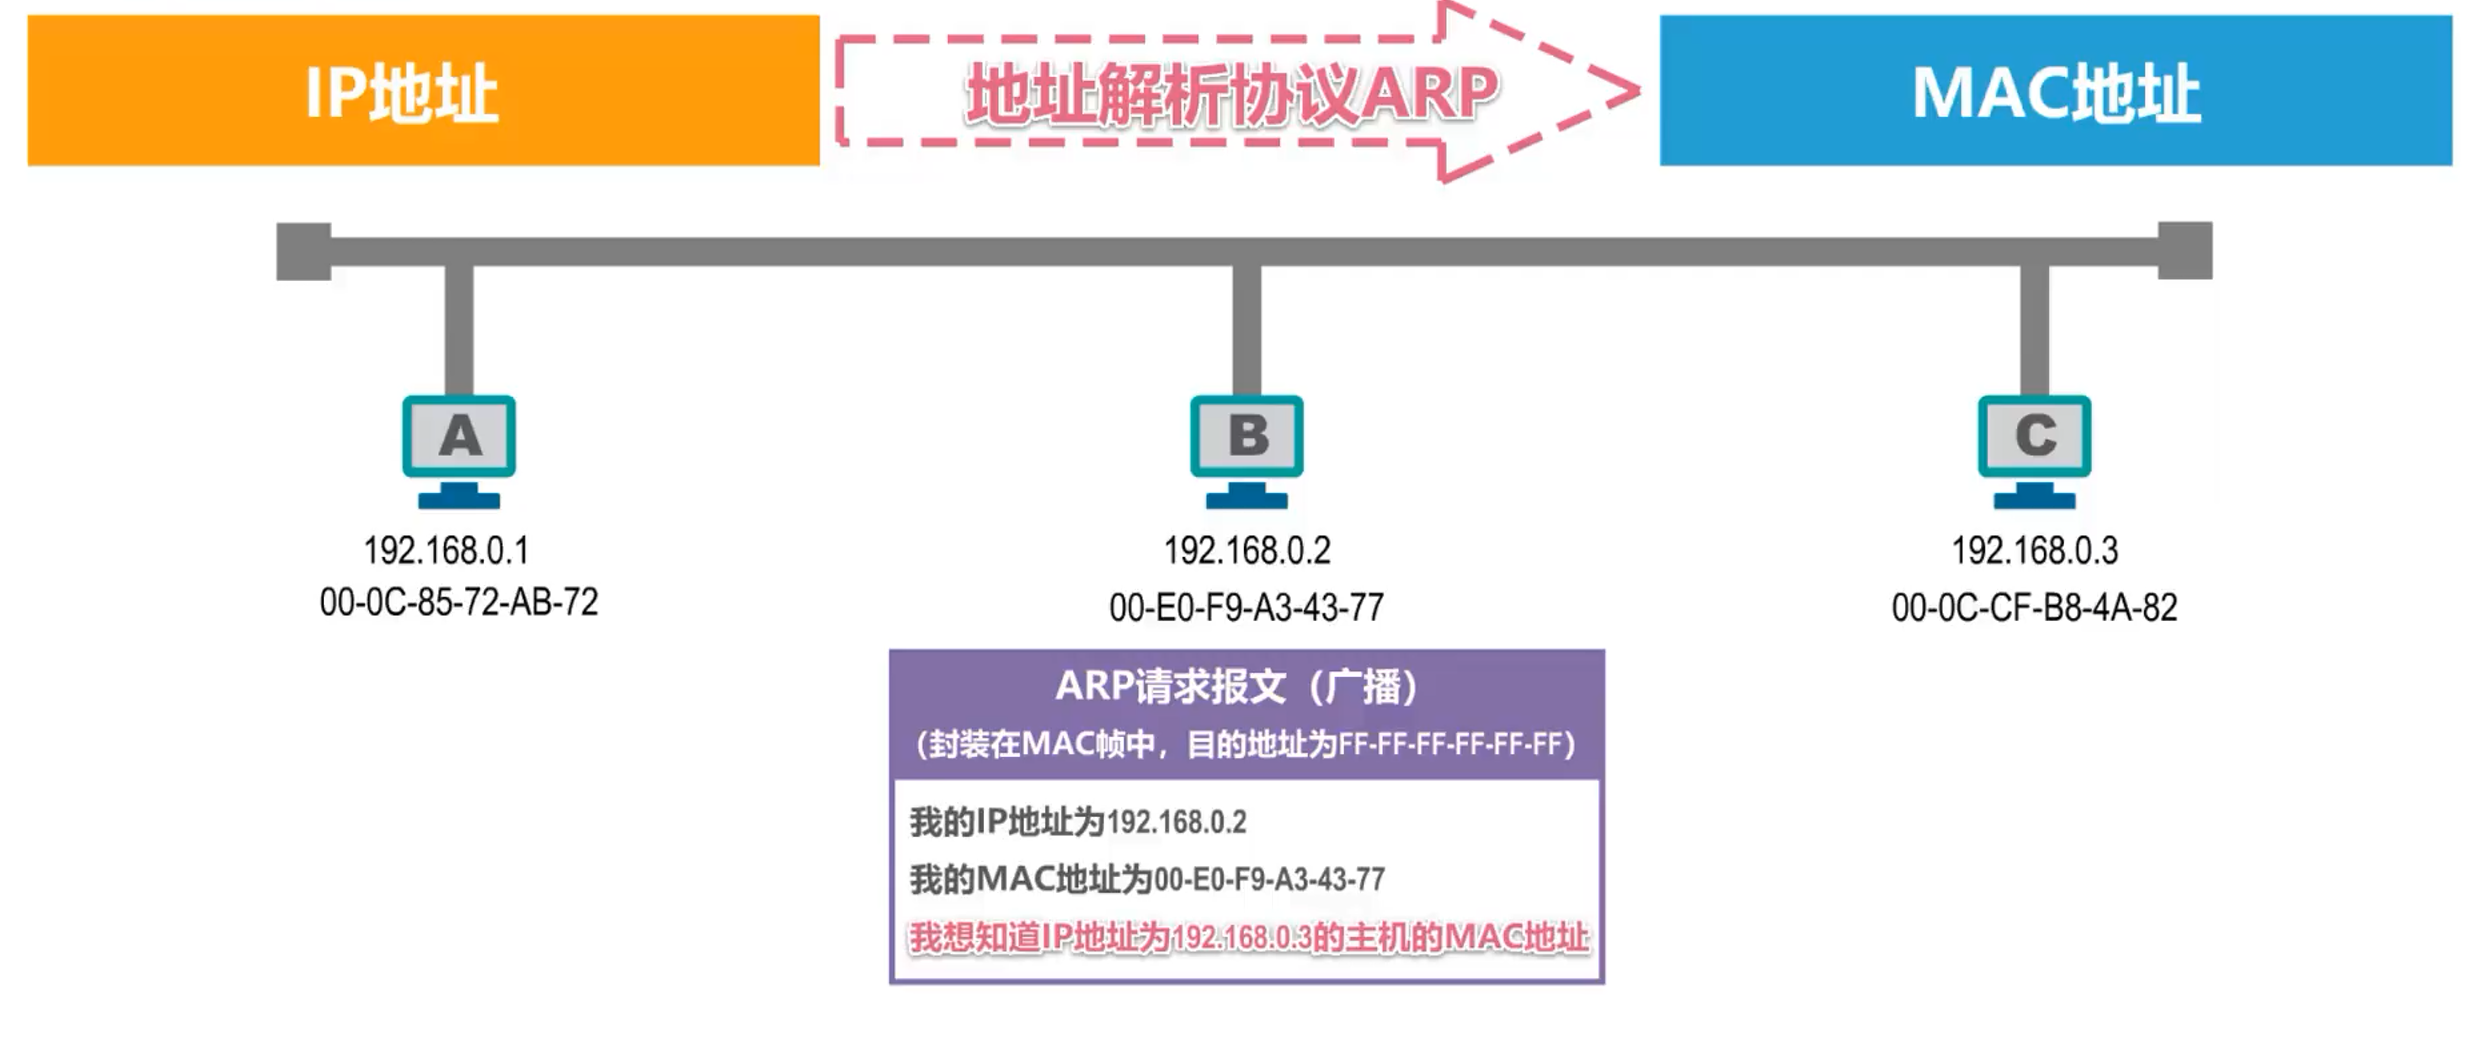 IP地址
地址解析协议ARP
MAC地址
A
B
C
192.168.0.1
00-0C-85-72-AB-72
192.168.0.2
00-E0-F9-A3-43-77
192.168.0.3
00-0C-CF-B8-4A-82
ARP请求报文（广播）
（封装在MAC帧中，目的地址为FF-FF-FF-FF-FF-FF）
我的IP地址为192.168.0.2
我的MAC地址为00-E0-F9-A3-43-77
我想知道IP地址为192.168.0.3的主机的MAC地址